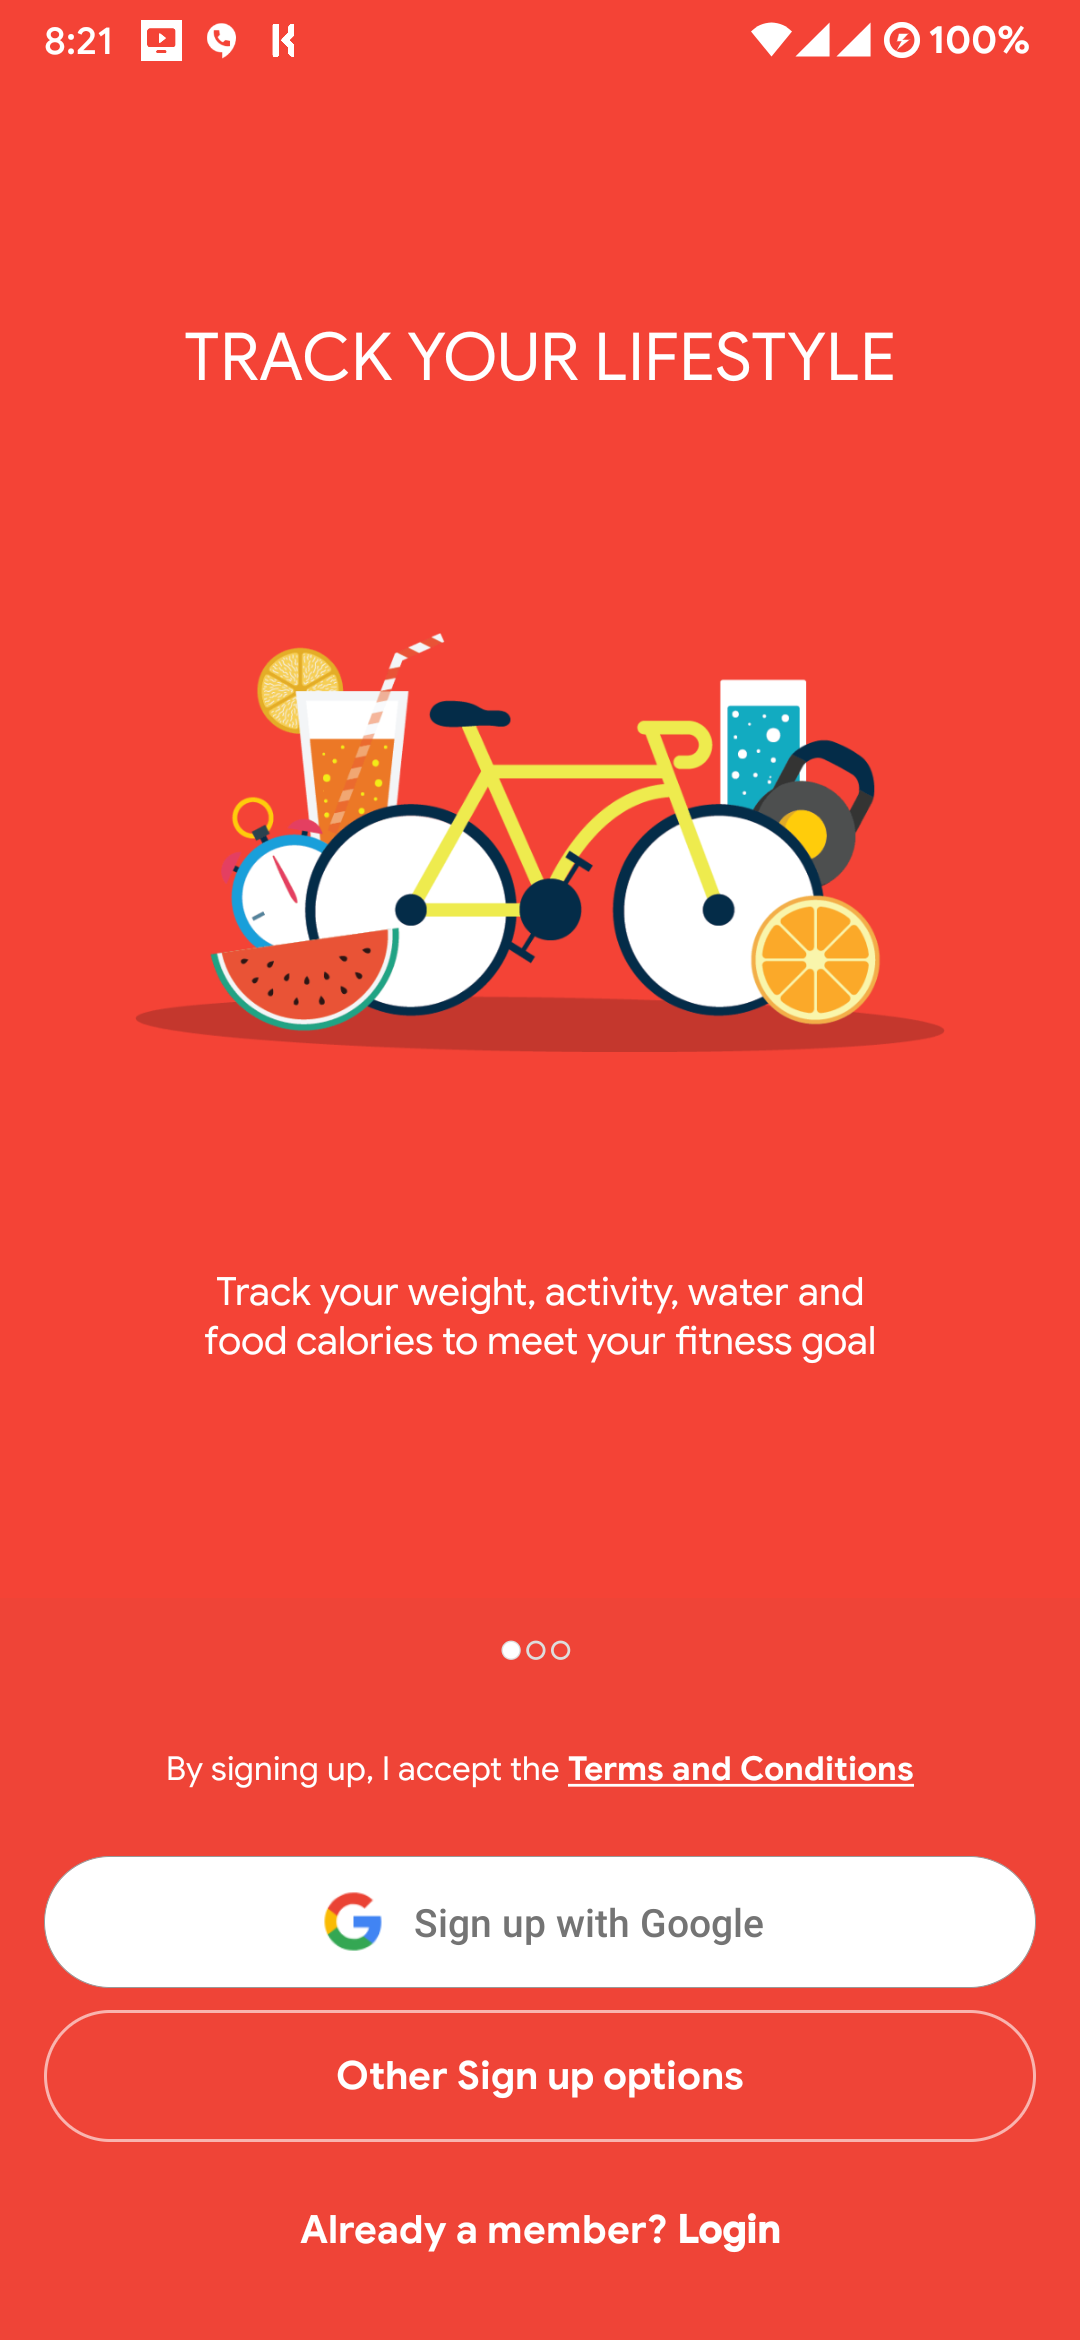 8:21 100%
TRACK YOUR LIFESTYLE
Track your weight, activity, water and
food calories to meet your fitness goal
By signing up, I accept the Terms and Conditions
Sign up with Google
Other Sign up options
Already a member? Login